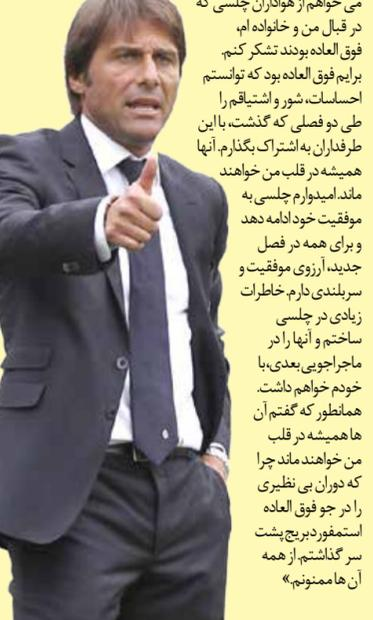 می خواهم از هواداران چلسی که
در قبال من و خانواده ام،
فوق العاده بودند تشکر کنم.
برایم فوق العاده بود که توانستم
احساسات، شور و اشتیاقم را
طی دو فصلی که گذشت، با این
طرفداران به اشتراک بگذارم. آنها
همیشه در قلب من خواهند
ماند. امیدوارم چلسی به
موفقیت خود ادامه دهد
و برای همه در فصل
جدید، آرزوی موفقیت و
سربلندی دارم. خاطرات
زیادی در چلسی
ساختم و آنها را در
ماجراجویی بعدی، با
خودم خواهم داشت.
همانطور که گفتم آن
ها همیشه در قلب
من خواهند ماند چرا
که دوران بی نظیری
را در جو فوق العاده
استمفوردبریج پشت
سر گذاشتم. از همه
آن ها ممنونم.»